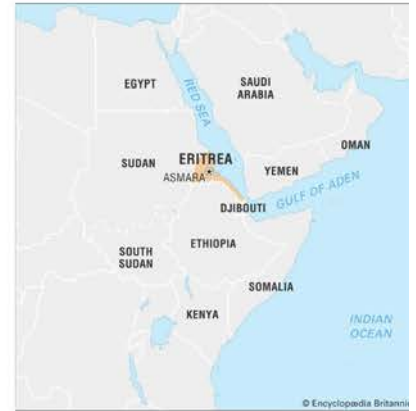 EGYPT
SAUDI
ARABIA
RED SEA
OMAN
SUDAN
ERITREA
ASMARA
YEMEN
GULF OF ADEN
DJIBOUTI
ETHIOPIA
SOUTH
SUDAN
SOMALIA
KENYA
INDIAN
OCEAN
© Encyclopædia Britannic